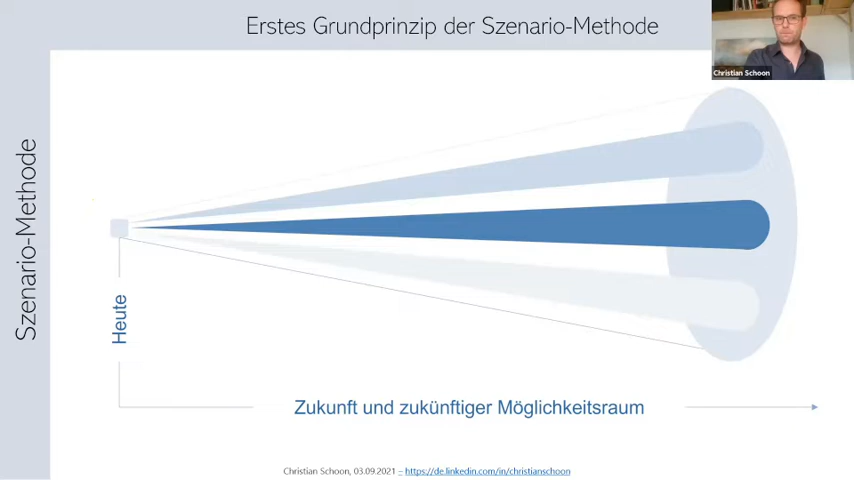 Erstes Grundprinzip der Szenario-Methode
Christian Schoon
Szenario-Methode
Heute
Zukunft und zukünftiger Möglichkeitsraum
Christian Schoon, 03.09.2021 – https://de.linkedin.com/in/christianschoon